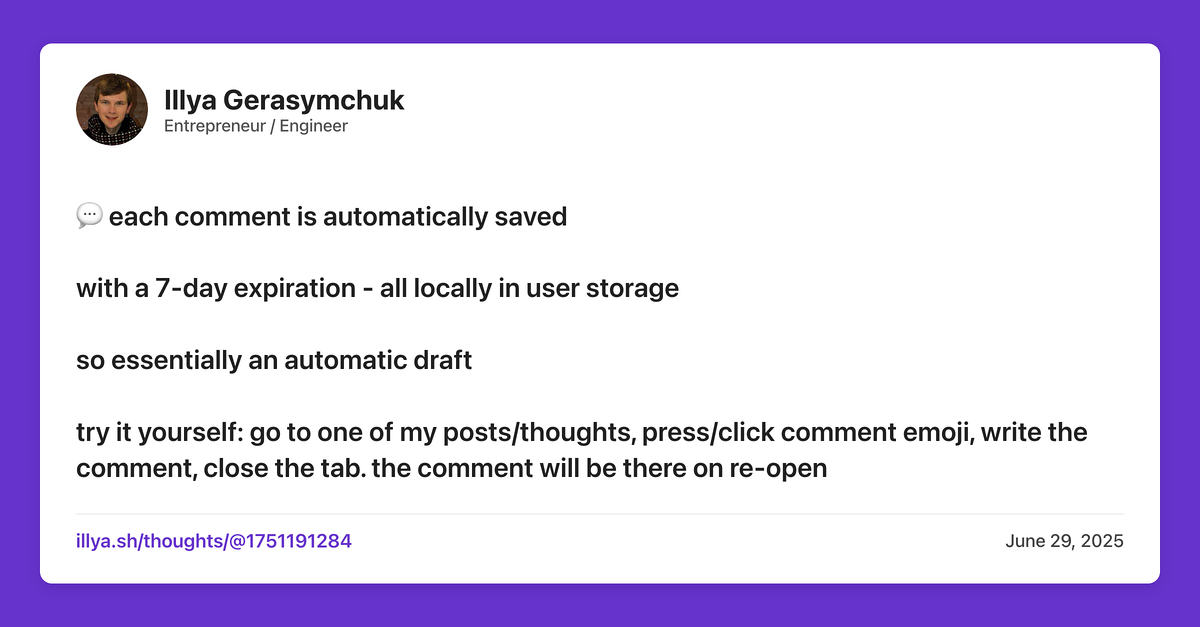 Illya Gerasymchuk
Entrepreneur / Engineer
💬 each comment is automatically saved
with a 7-day expiration - all locally in user storage
so essentially an automatic draft
try it yourself: go to one of my posts/thoughts, press/click comment emoji, write the
comment, close the tab. the comment will be there on re-open
illya.sh/thoughts/@1751191284
June 29, 2025